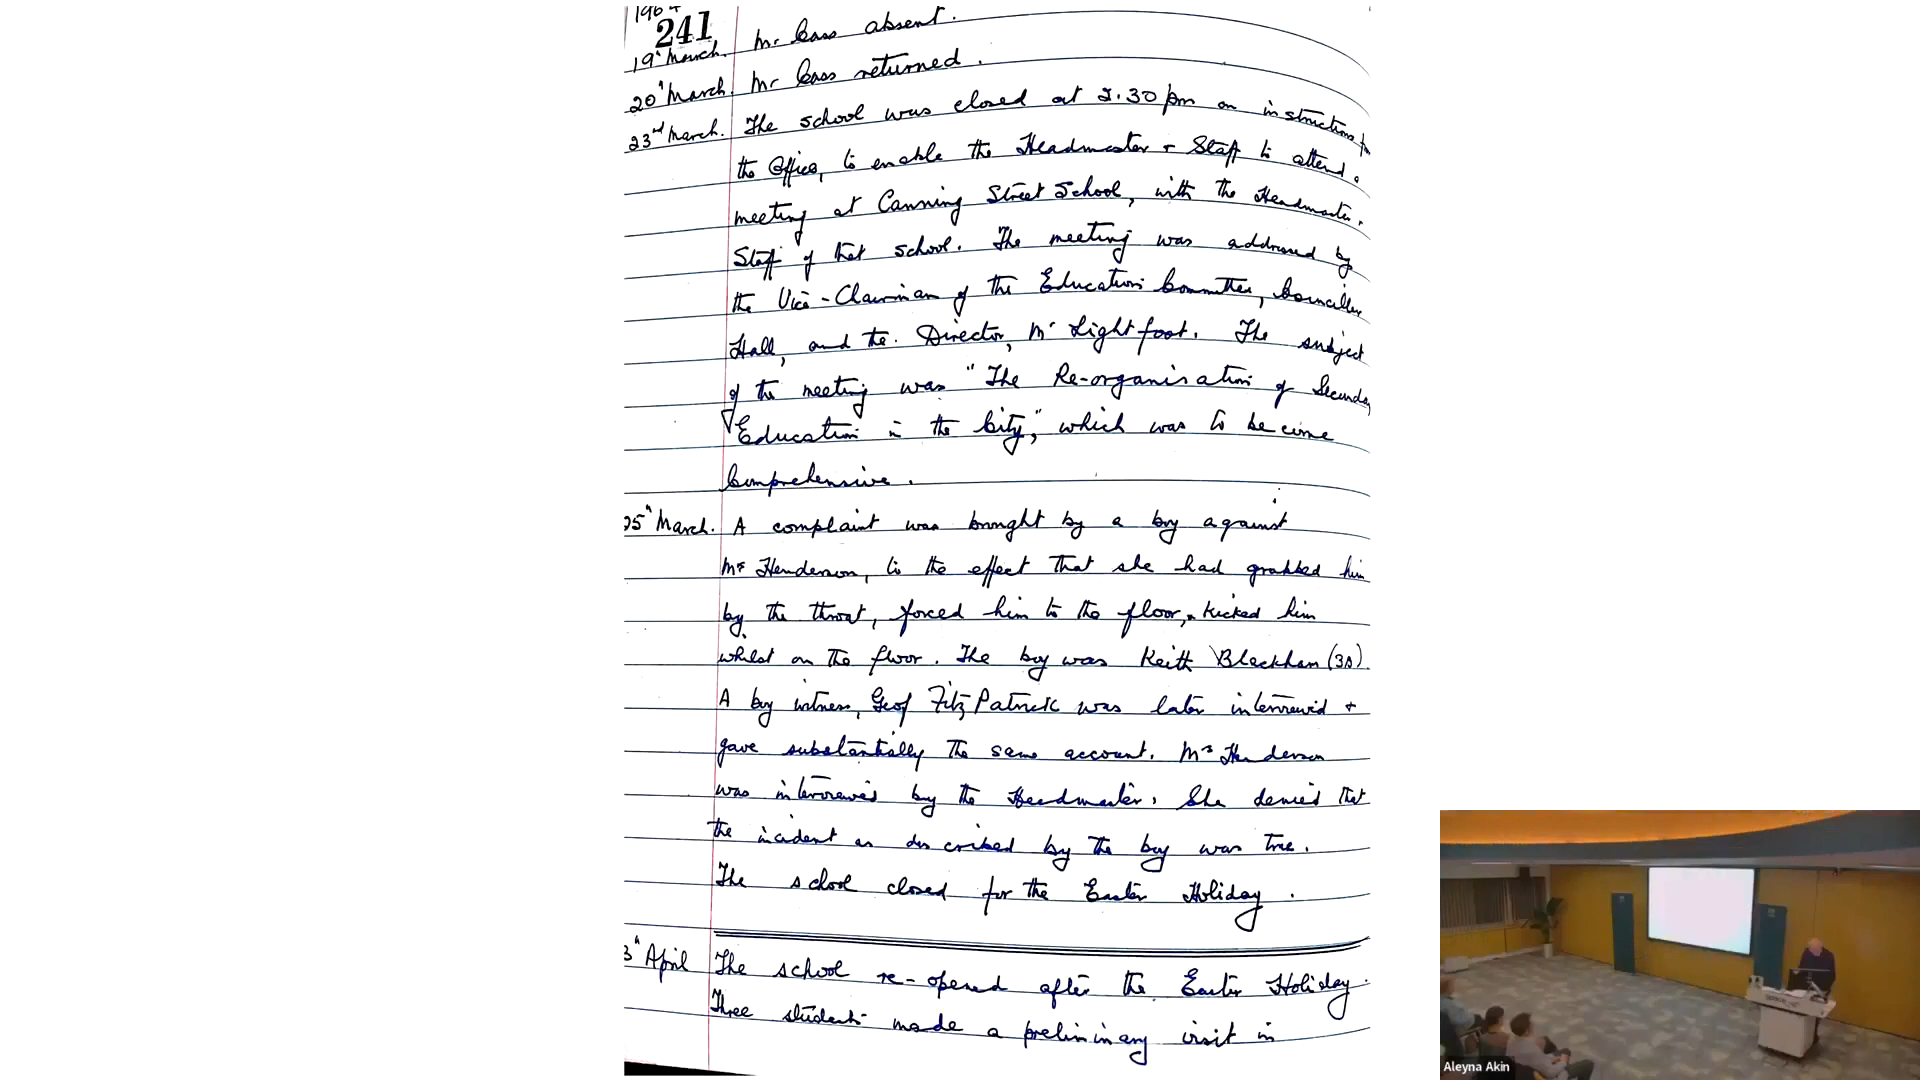 1964
241
19th March. Mr Cass absent.
20th March. Mr Cass returned.
23rd March. The school was closed at 2.30 pm on instructions
the Office, to enable the Headmaster + Staff to attend a
meeting at Canning Street School, with the Headmaster
Staff of that school. The meeting was addressed by
the Vice-Chairman of the Education Committee, Councillor
Hall, and the Director, Mr Lightfoot. The subject
of the meeting was "The Re-organisation of Seconda
Education in the City," which was to become
Comprehensive.
25th March. A complaint was brought by a boy against
Mrs Henderson, to the effect that she had grabbed him
by the throat, forced him to the floor, + kicked him
whilst on the floor. The boy was Keith Bleckham (3A)
A boy witness, Geof FitzPatrick was later interviewed +
gave substantially the same account. Mrs Henderson
was interviewed by the Headmaster. She denied that
the incident as described by the boy was true.
The school closed for the Easter Holiday.
3th April The school re-opened after the Easter Holiday.
Three students made a preliminary visit in
Aleyna Akin